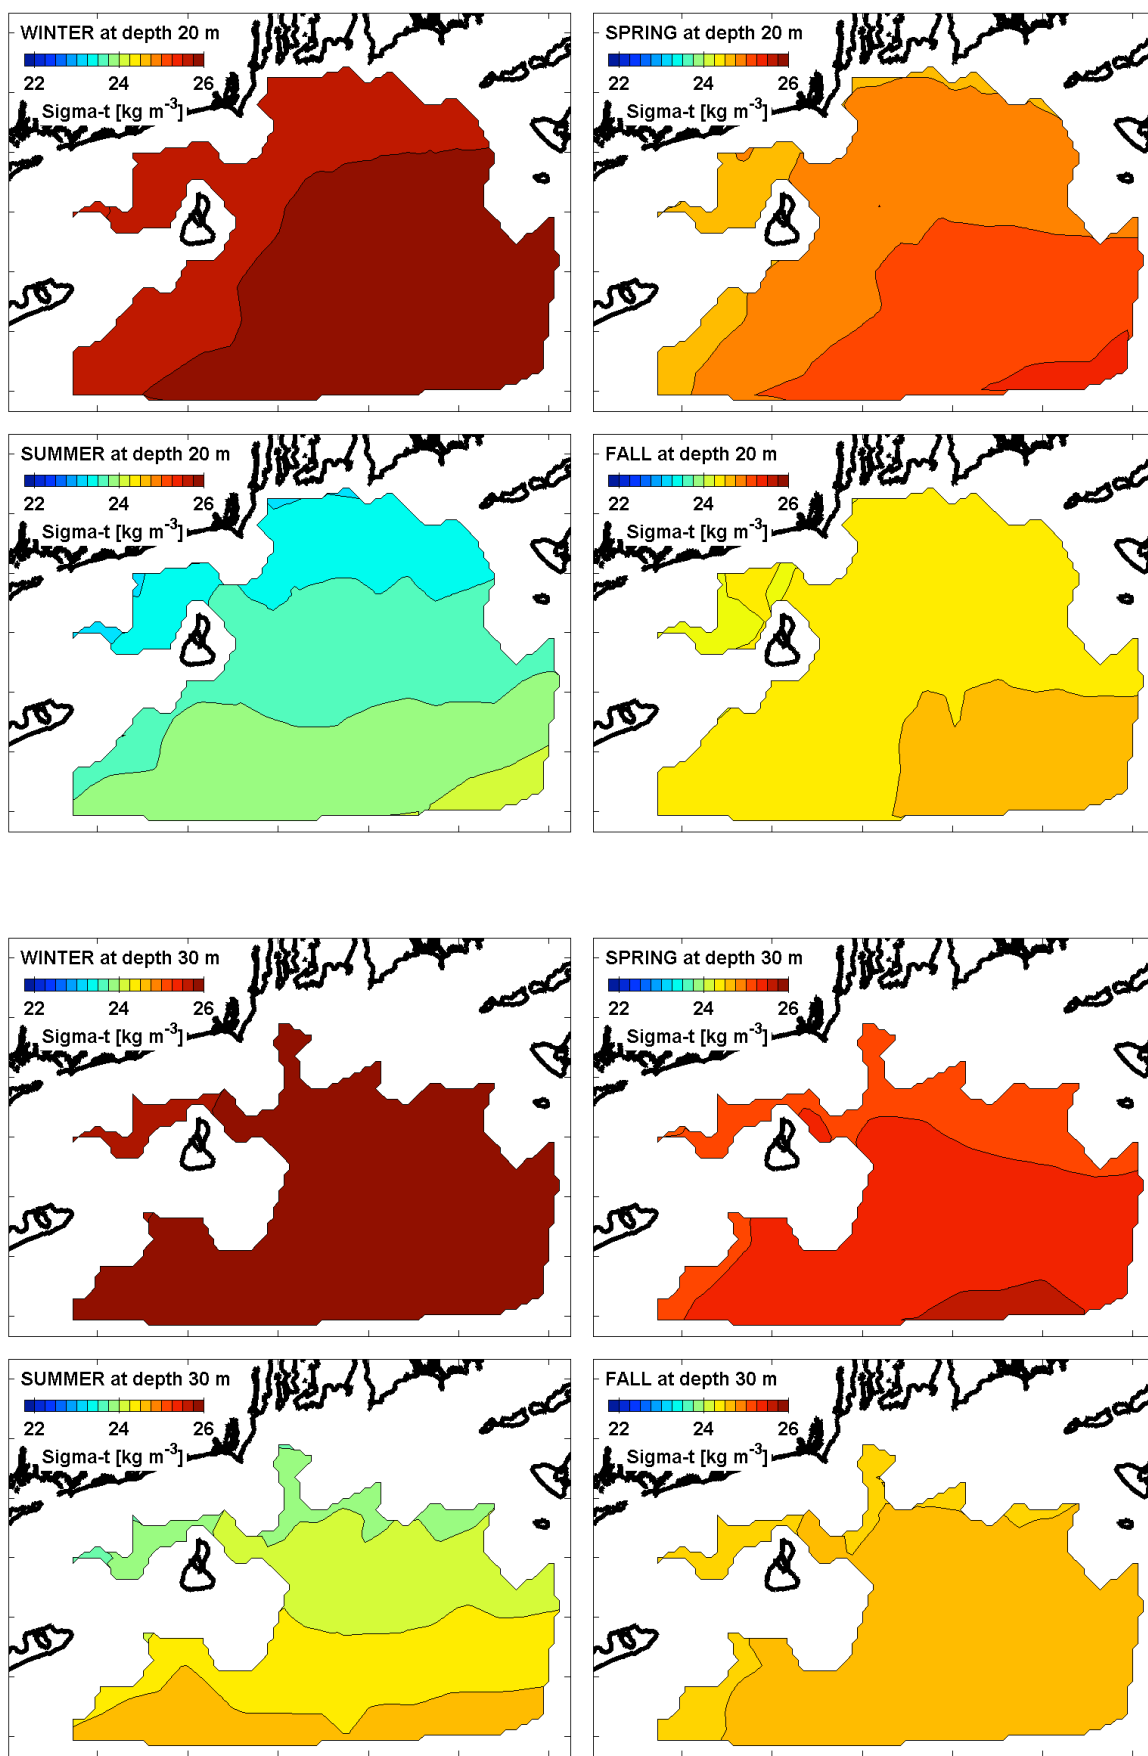 WINTER at depth 20 m
22 24 26
Sigma-t [kg m-3]
SPRING at depth 20 m
22 24 26
Sigma-t [kg m-3]
SUMMER at depth 20 m
22 24 26
Sigma-t [kg m-3]
FALL at depth 20 m
22 24 26
Sigma-t [kg m-3]
WINTER at depth 30 m
22 24 26
Sigma-t [kg m-3]
SPRING at depth 30 m
22 24 26
Sigma-t [kg m-3]
SUMMER at depth 30 m
22 24 26
Sigma-t [kg m-3]
FALL at depth 30 m
22 24 26
Sigma-t [kg m-3]